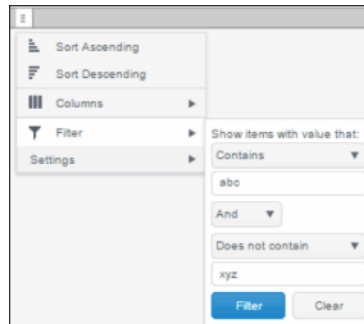 Sort Ascending
Sort Descending
Columns
Filter
Settings
Show items with value that:
Contains
abc
And
Does not contain
xyz
Filter
Clear